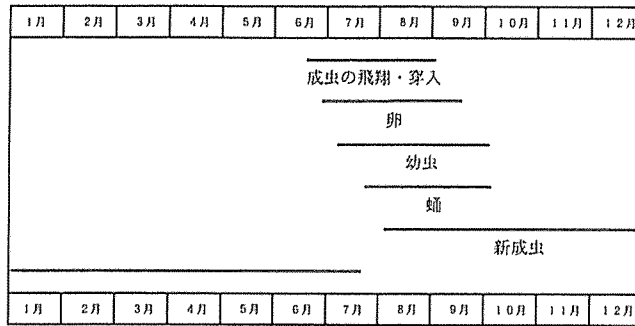 1月 2月 3月 4月 5月 6月 7月 8月 9月 10月 11月 12月
成虫の飛翔・穿入
卵
幼虫
蛹
新成虫
1月 2月 3月 4月 5月 6月 7月 8月 9月 10月 11月 12月